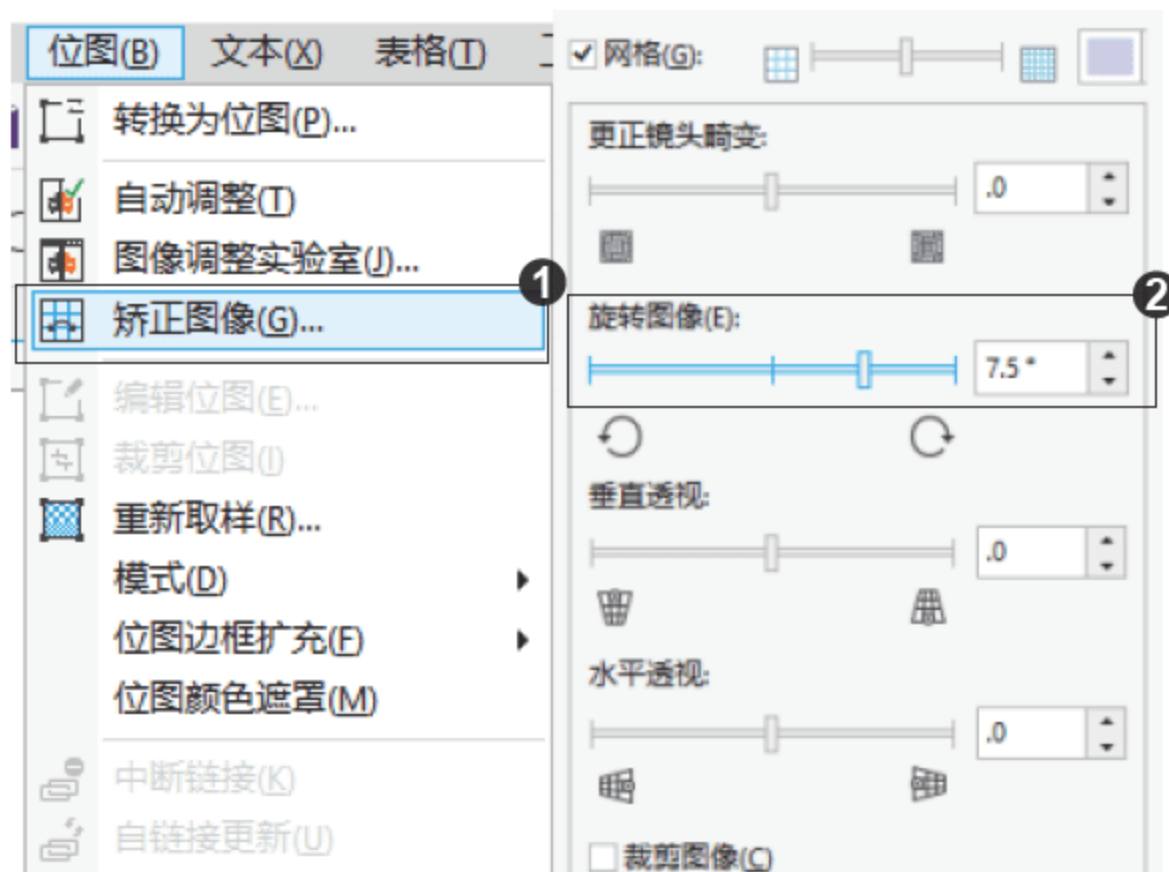 位图(B) 文本(X) 表格(T)
转换为位图(P)...
自动调整(T)
图像调整实验室(J)...
1
矫正图像(G)...
编辑位图(E)...
裁剪位图(I)
重新取样(R)...
模式(D)
位图边框扩充(F)
位图颜色遮罩(M)
中断链接(K)
自链接更新(U)
网格(G):
更正镜头畸变:
.0
2
旋转图像(E):
7.5 °
垂直透视:
.0
水平透视:
.0
裁剪图像(C)